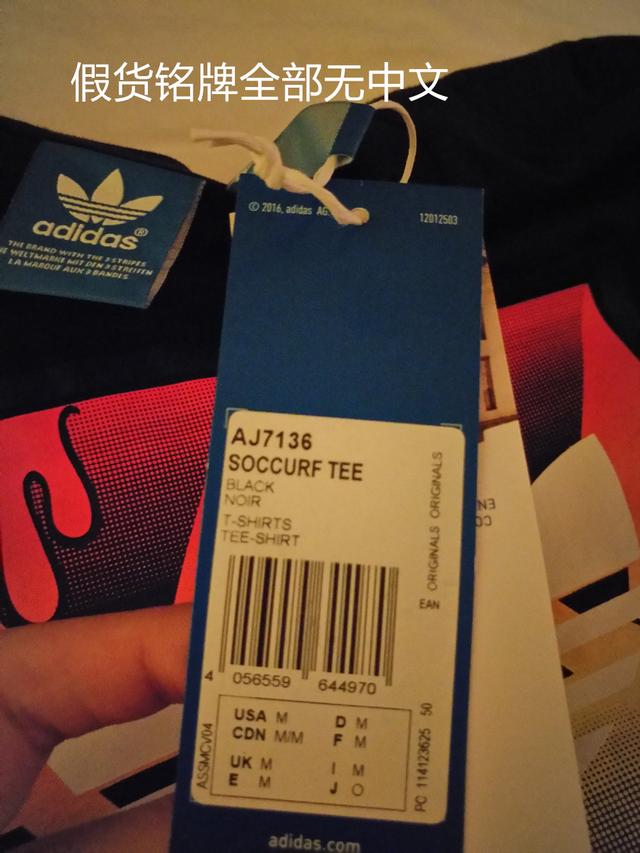 假货铭牌全部无中文
adidas®
THE BRAND WITH THE 3 STRIPES
DIE WELTMARKE MIT DEN 3 STREIFEN
LA MARQUE AUX 3 BANDES
© 2016, adidas AG.
12012503
AJ7136
SOCCURF TEE
BLACK
NOIR
T-SHIRTS
TEE-SHIRT
ORIGINALS ORIGINALS
EAN
4 056559 644970
USA M D M
CDN M/M F M
UK M I M
E M J O
ASSMCV04
PO 114123625 50
adidas.com